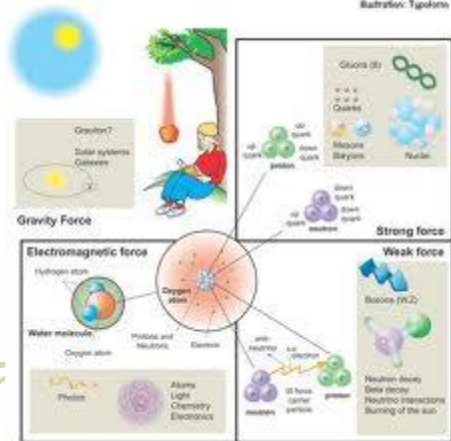 Illustration: Typoform
Graviton?
Solar systems
Galaxies
Gravity Force
Gluons (8)
Quarks
Mesons
Baryons
Nuclei
up
quark
up
quark
down
quark
proton
down
quark
up
quark
down
quark
neutron
Strong force
Electromagnetic force
Hydrogen atom
Water molecule
Oxygen atom
Oxygen
atom
Protons and
Neutrons
Electron
Photon
Atoms
Light
Chemistry
Electronics
Weak force
Bosons (W,Z)
anti-
neutrino
electron
neutron
proton
W force
carrier
particle
Neutron decay
Beta decay
Neutrino interactions
Burning of the sun